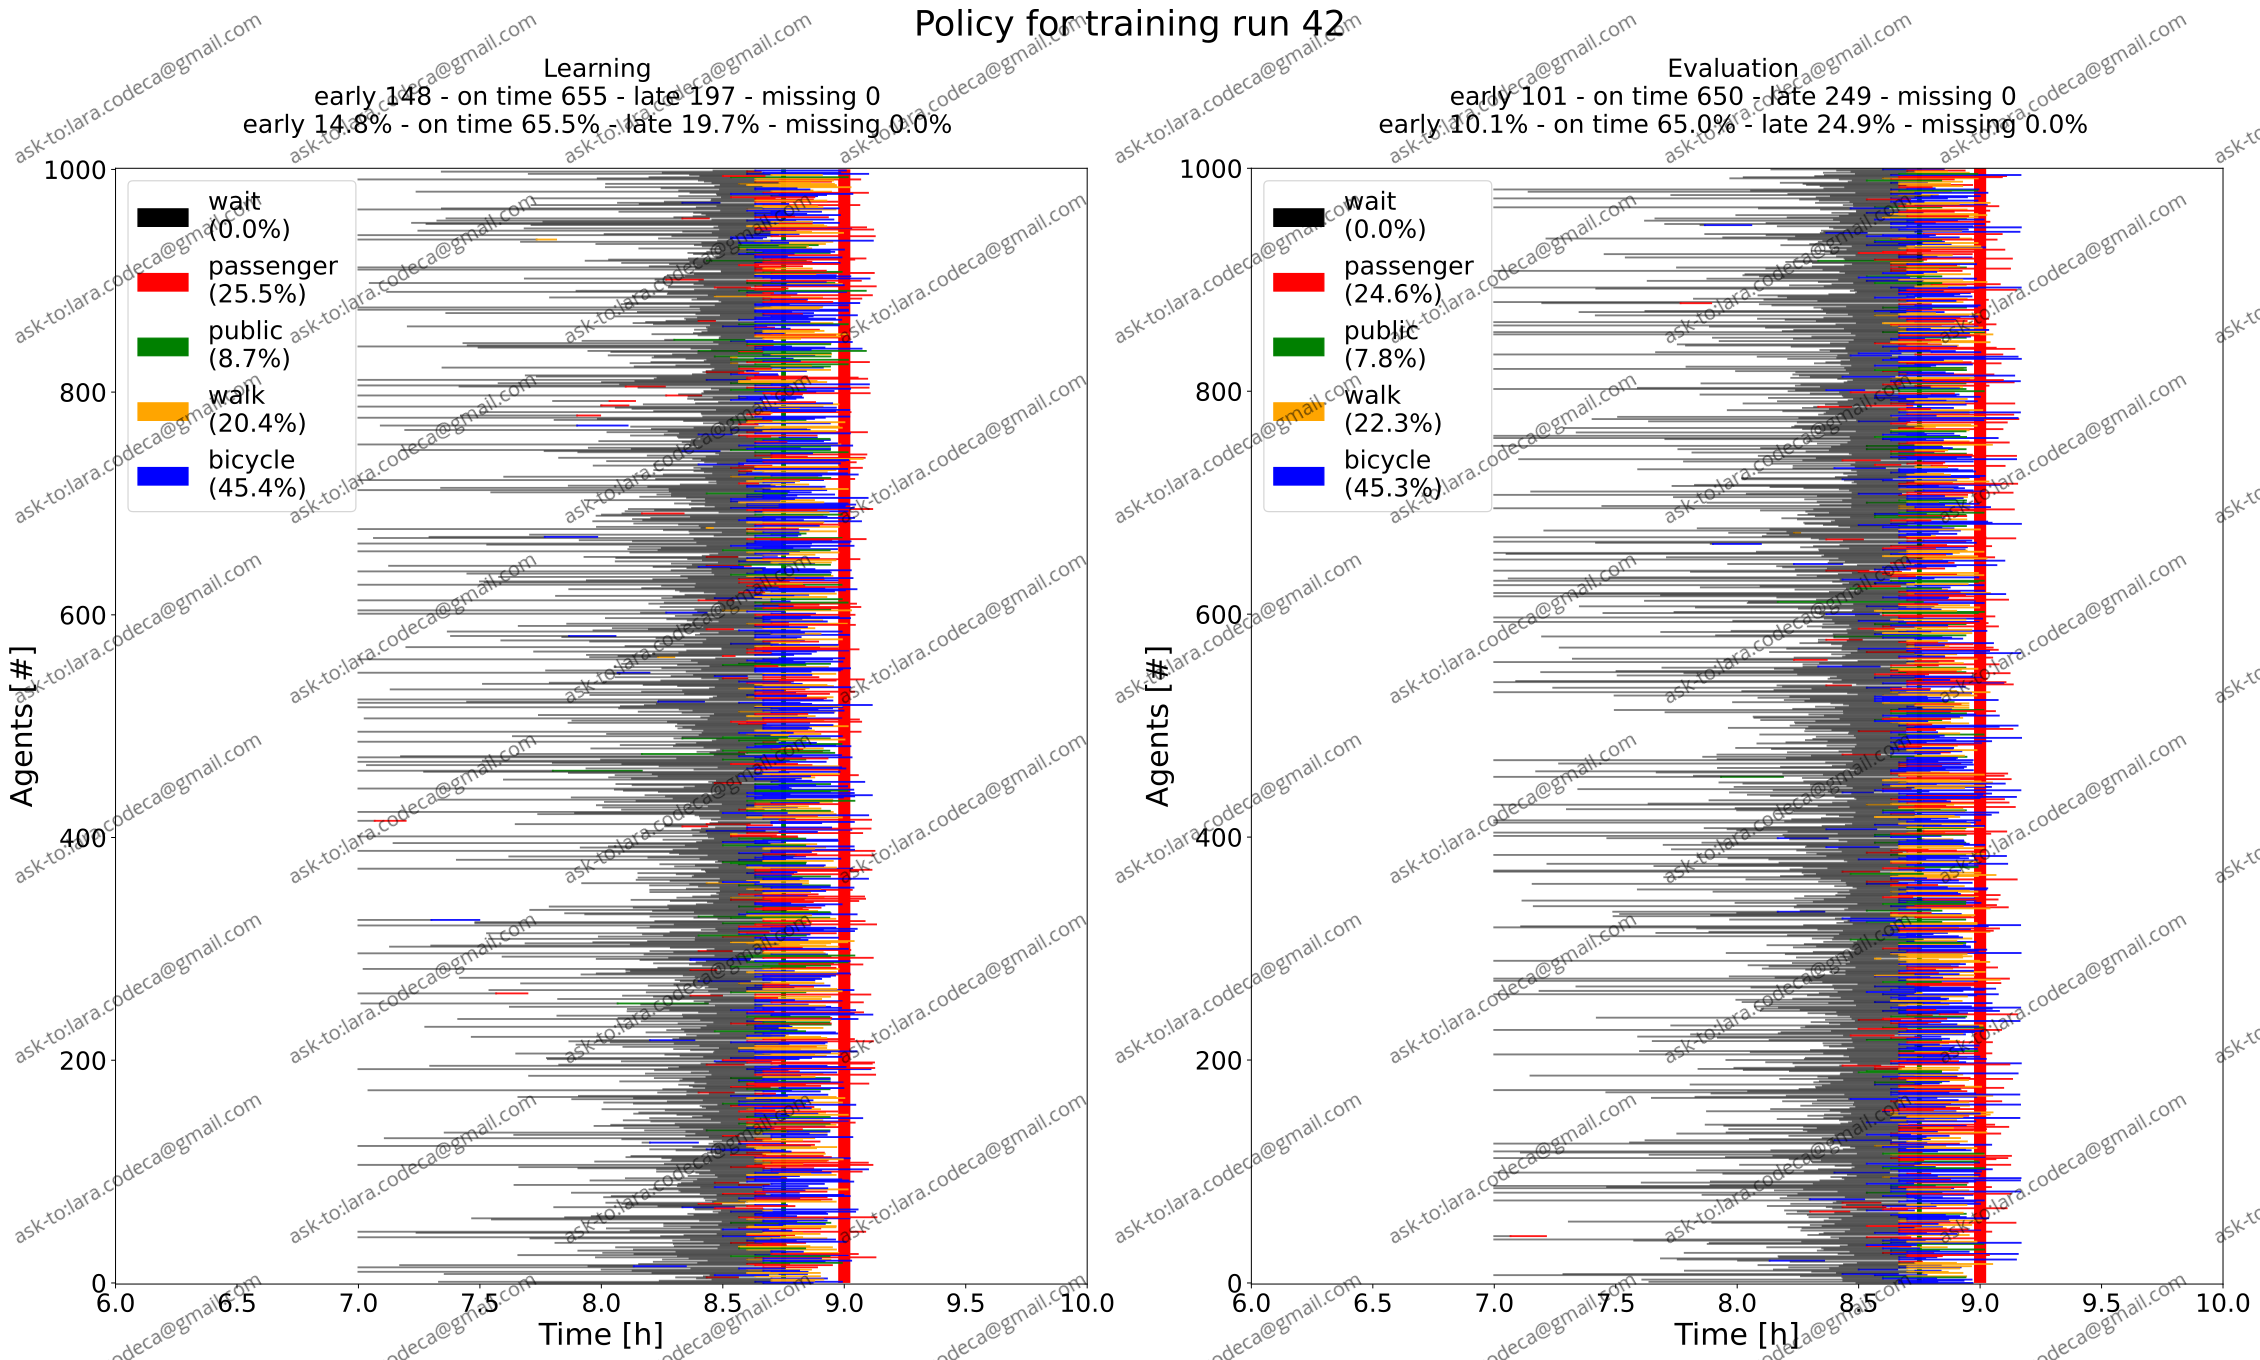 Policy for training run 42
Learning
early 148 - on time 655 - late 197 - missing 0
early 14.8% - on time 65.5% - late 19.7% - missing 0.0%
1000
800
600
400
200
0
Agents [#]
wait
(0.0%)
passenger
(25.5%)
public
(8.7%)
walk
(20.4%)
bicycle
(45.4%)
6.0 6.5 7.0 7.5 8.0 8.5 9.0 9.5 10.0
Time [h]
Evaluation
early 101 - on time 650 - late 249 - missing 0
early 10.1% - on time 65.0% - late 24.9% - missing 0.0%
1000
800
600
400
200
0
Agents [#]
wait
(0.0%)
passenger
(24.6%)
public
(7.8%)
walk
(22.3%)
bicycle
(45.3%)
6.0 6.5 7.0 7.5 8.0 8.5 9.0 9.5 10.0
Time [h]
ask-to:lara.codeca@gmail.com